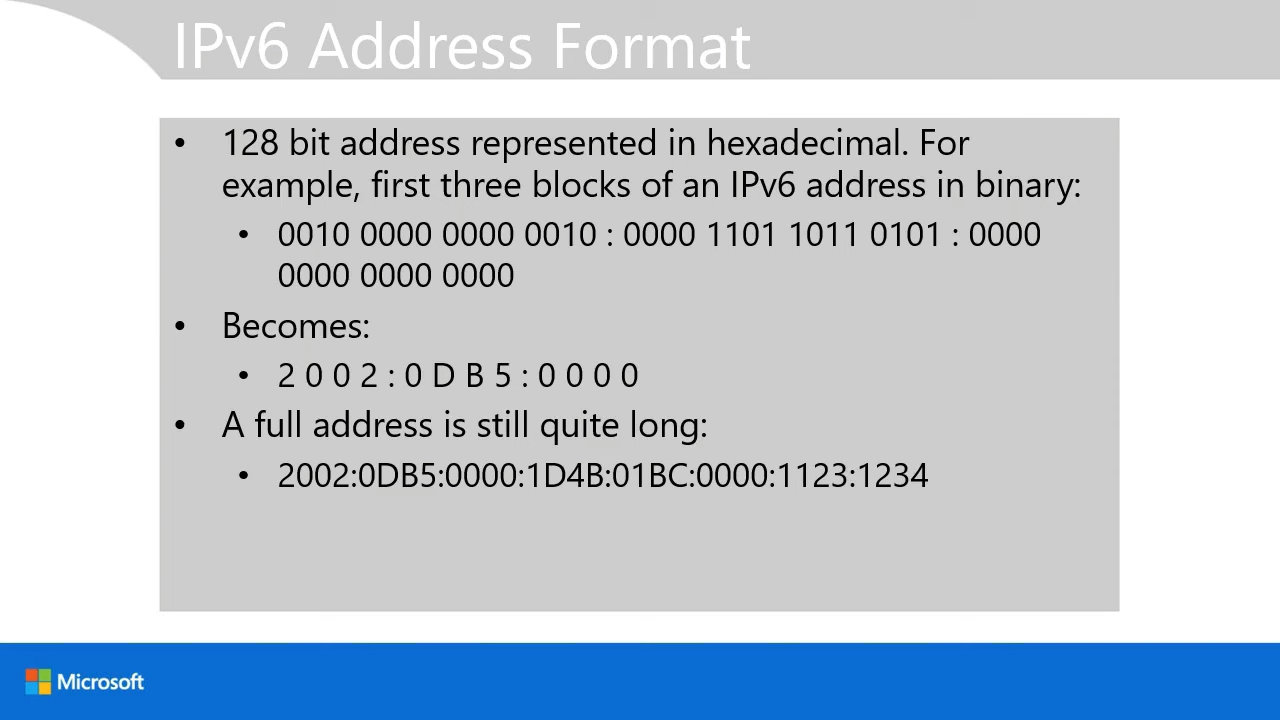 IPv6 Address Format
• 128 bit address represented in hexadecimal. For
example, first three blocks of an IPv6 address in binary:
• 0010 0000 0000 0010 : 0000 1101 1011 0101 : 0000
0000 0000 0000
• Becomes:
• 2 0 0 2 : 0 D B 5 : 0 0 0 0
• A full address is still quite long:
• 2002:0DB5:0000:1D4B:01BC:0000:1123:1234
Microsoft